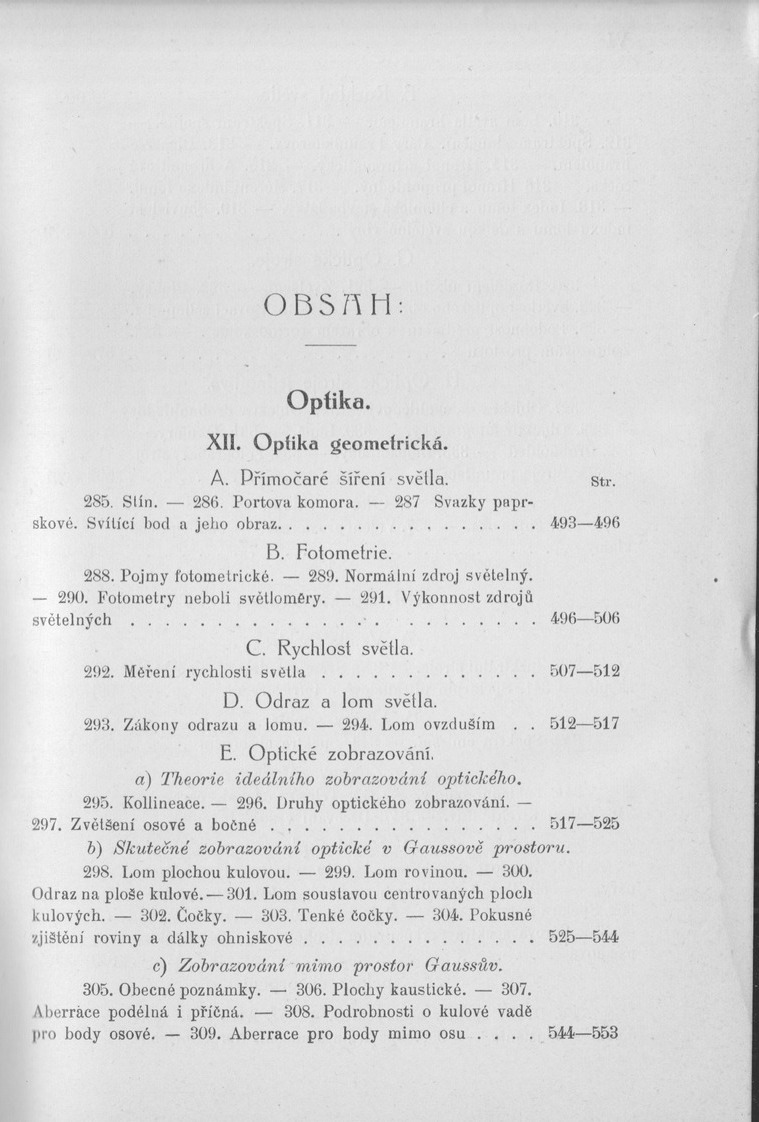 OBSAH:
Optika.
XII. Optika geometrická.
A. Přímočaré šíření světla. Str.
285. Stín. — 286. Portova komora. — 287 Svazky papr-
skové. Svítící bod a jeho obraz. . . . . . . . . . . . . . . . 493—496
B. Fotometrie.
288. Pojmy fotometrické. — 289. Normální zdroj světelný.
— 290. Fotometry neboli světloměry. — 291. Výkonnost zdrojů
světelných . . . . . . . . . . . . . . . . . . 496—506
C. Rychlost světla.
292. Měření rychlosti světla . . . . . . . . . . . . . 507—512
D. Odraz a lom světla.
293. Zákony odrazu a lomu. — 294. Lom ovzduším . . 512—517
E. Optické zobrazování.
a) Theorie ideálního zobrazování optického.
295. Kollineace. — 296. Druhy optického zobrazování. —
297. Zvětšení osové a bočné . . . . . . . . . . . . . . . 517—525
b) Skutečné zobrazování optické v Gaussově prostoru.
298. Lom plochou kulovou. — 299. Lom rovinou. — 300.
Odraz na ploše kulové. — 301. Lom soustavou centrovaných ploch
kulových. — 302. Čočky. — 303. Tenké čočky. — 304. Pokusné
zjištění roviny a dálky ohniskové . . . . . . . . . . . . . . 525—544
c) Zobrazování mimo prostor Gaussův.
305. Obecné poznámky. — 306. Plochy kaustické. — 307.
Aberrace podélná i příčná. — 308. Podrobnosti o kulové vadě
pro body osové. — 309. Aberrace pro body mimo osu . . . . 544—553